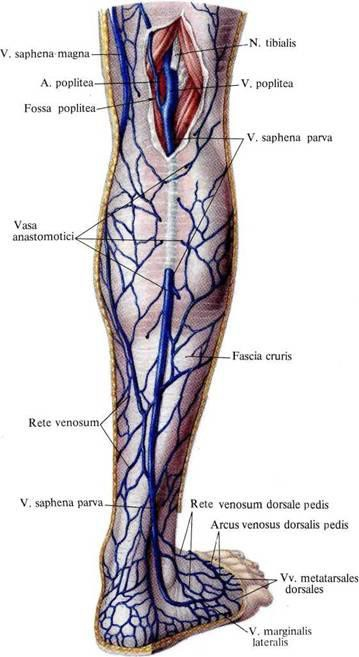 V. saphena magna
N. tibialis
A. poplitea
V. poplitea
Fossa poplitea
V. saphena parva
Vasa
anastomotici
Fascia cruris
Rete venosum
V. saphena parva
Rete venosum dorsale pedis
Arcus venosus dorsalis pedis
Vv. metatarsales
dorsales
V. marginalis
lateralis